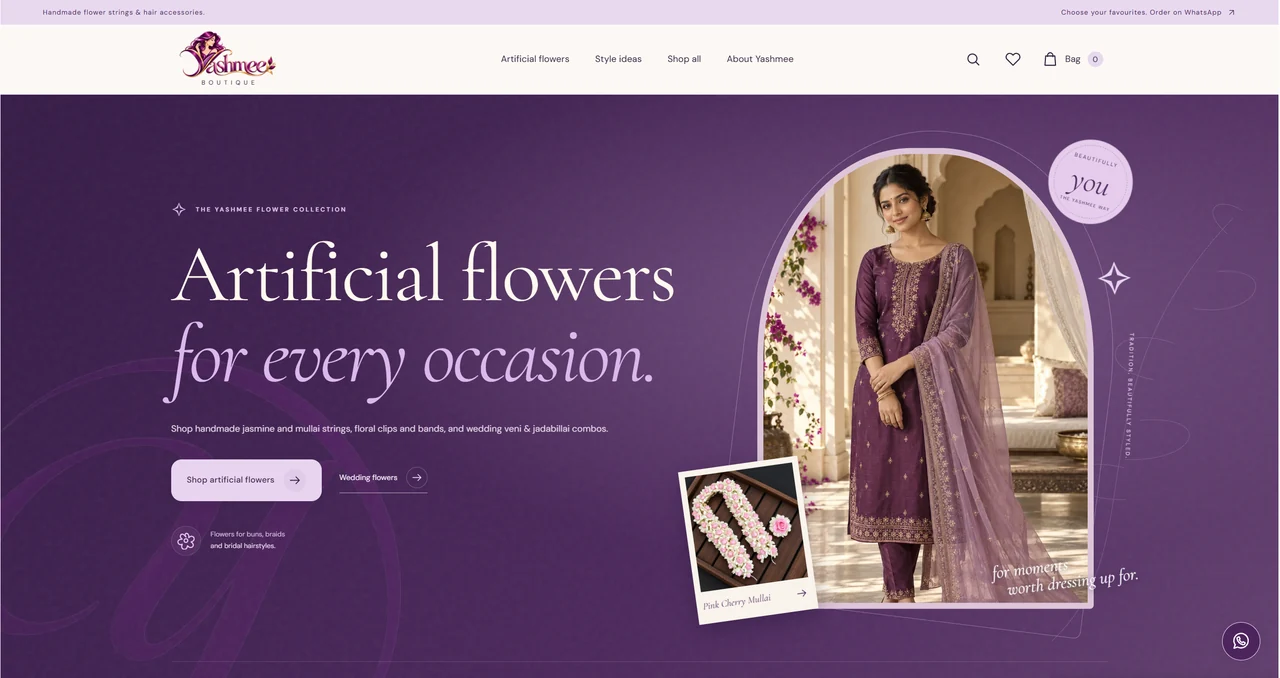 Handmade flower strings & hair accessories.
Choose your favourites. Order on WhatsApp
Yashmee
BOUTIQUE
Artificial flowers
Style ideas
Shop all
About Yashmee
Bag 0
THE YASHMEE FLOWER COLLECTION
Artificial flowers
for every occasion.
Shop handmade jasmine and mullai strings, floral clips and bands, and wedding veni & jadabillai combos.
Shop artificial flowers
Wedding flowers
Flowers for buns, braids
and bridal hairstyles.
BEAUTIFULLY
you
THE YASHMEE WAY
TRADITION, BEAUTIFULLY STYLED.
Pink Cherry Mullai
for moments
worth dressing up for.